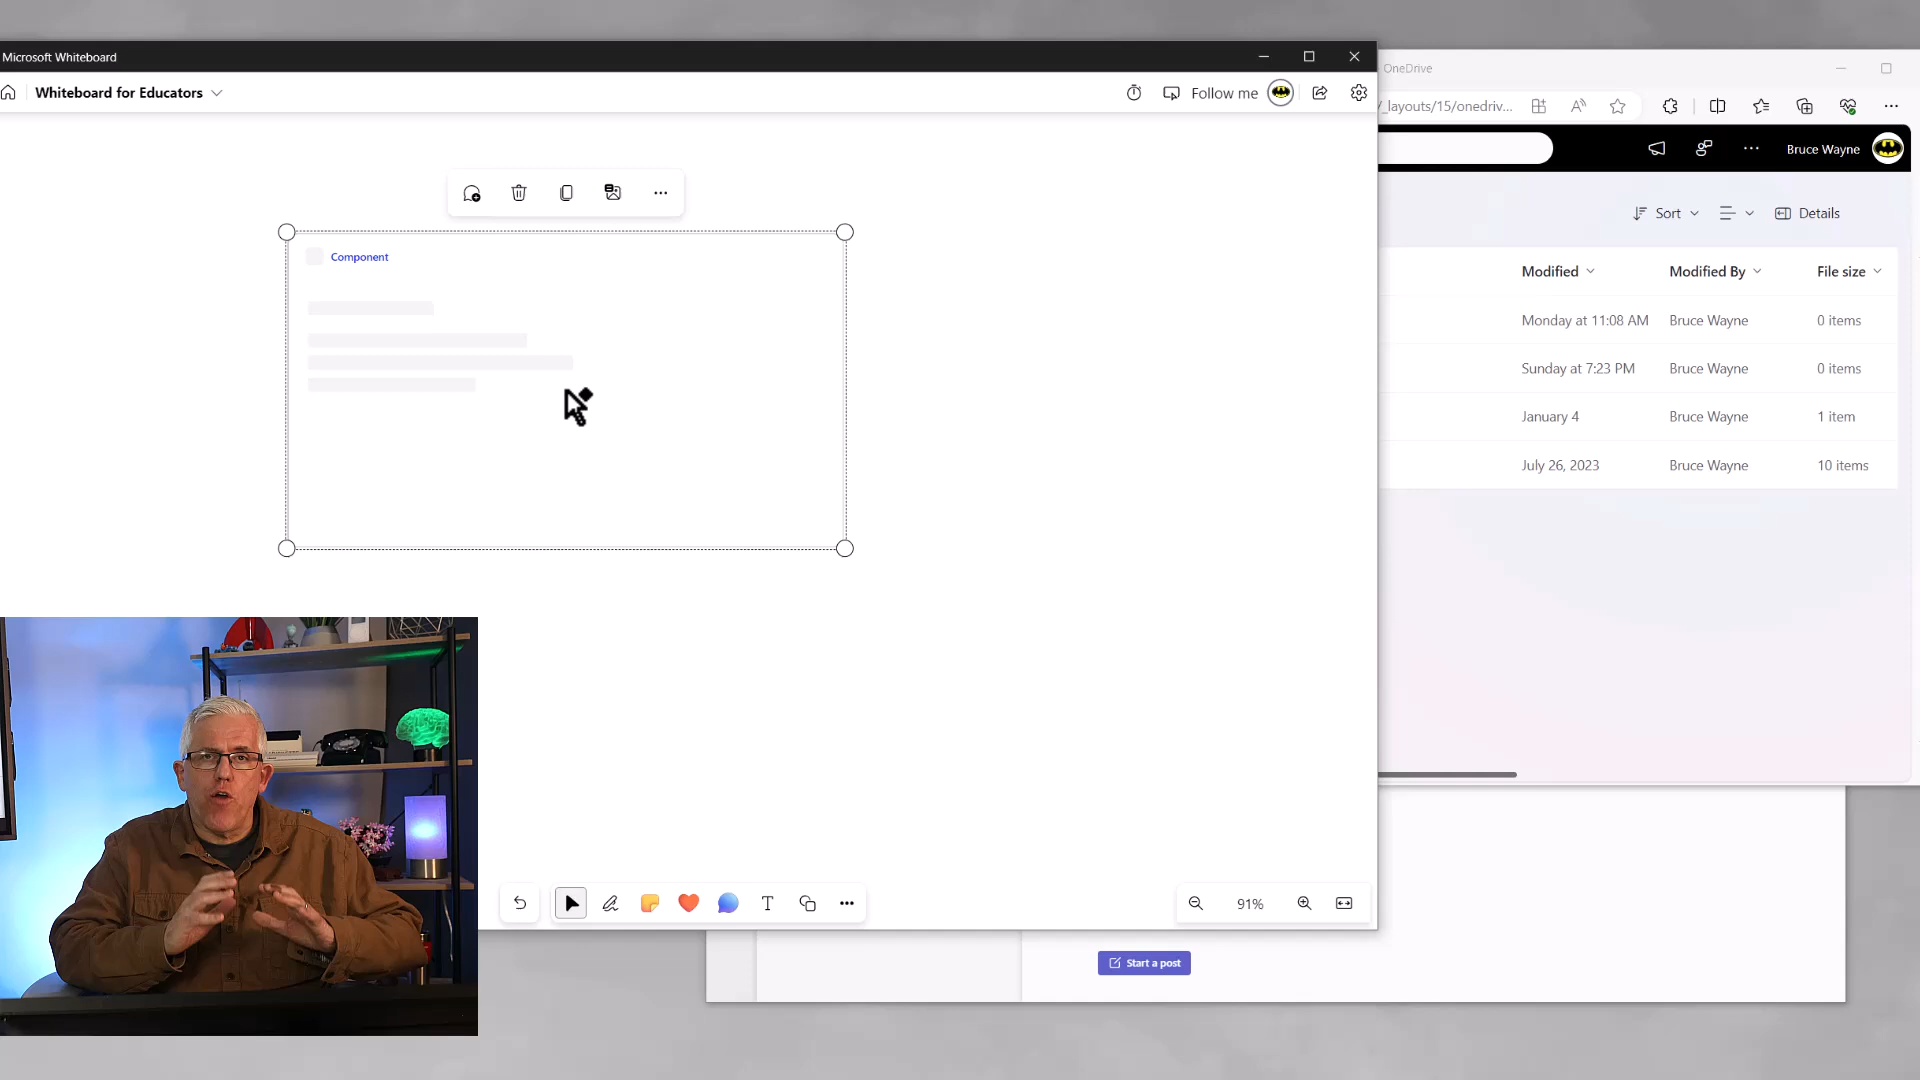 Microsoft Whiteboard
Whiteboard for Educators
Follow me
Component
91%
OneDrive
/_layouts/15/onedriv...
Bruce Wayne
Sort
Details
Modified
Modified By
File size
Monday at 11:08 AM
Bruce Wayne
0 items
Sunday at 7:23 PM
Bruce Wayne
0 items
January 4
Bruce Wayne
1 item
July 26, 2023
Bruce Wayne
10 items
Start a post